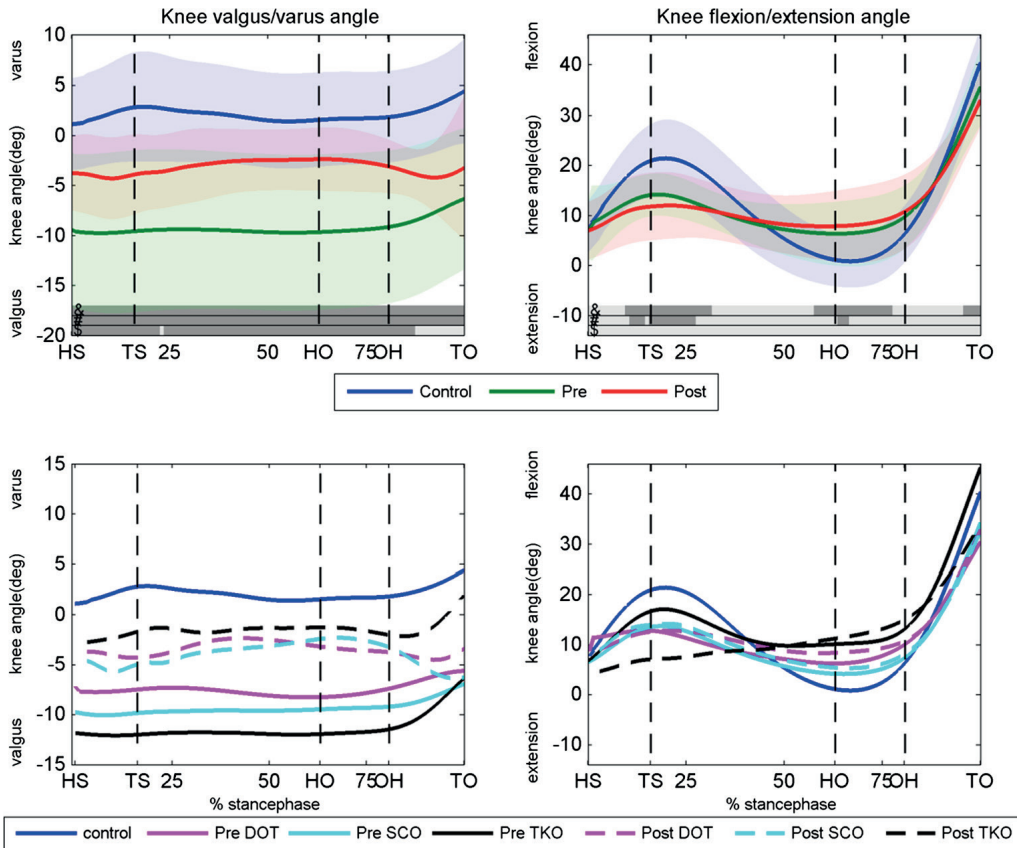 Knee valgus/varus angle
varus
knee angle(deg)
valgus
10
5
0
-5
-10
-15
-20
HS TS 25 50 HO 75 OH TO
Knee flexion/extension angle
flexion
knee angle(deg)
extension
40
30
20
10
0
-10
HS TS 25 50 HO 75 OH TO
Control Pre Post
varus
knee angle(deg)
valgus
15
10
5
0
-5
-10
-15
HS TS 25 50 HO 75 OH TO
% stancephase
flexion
knee angle(deg)
extension
40
30
20
10
0
-10
HS TS 25 50 HO 75 OH TO
% stancephase
control Pre DOT Pre SCO Pre TKO Post DOT Post SCO Post TKO